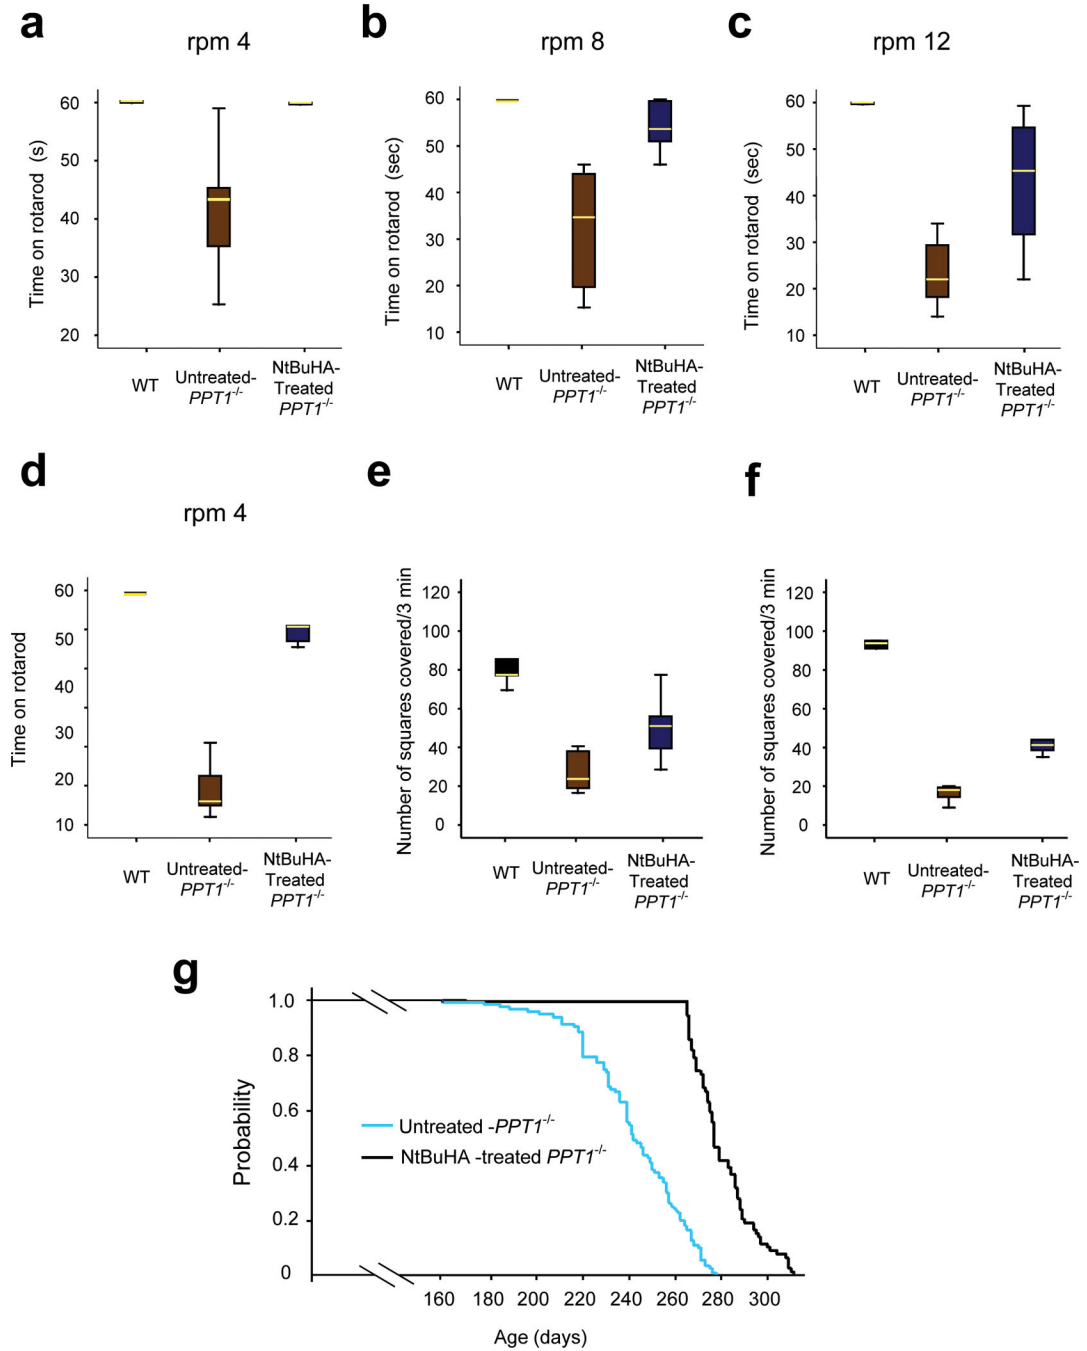 a
rpm 4
Time on rotarod (s)
60
50
40
30
20
WT
Untreated-
PPT1-/-
NtBuHA-
Treated
PPT1-/-
b
rpm 8
Time on rotarod (sec)
60
50
40
30
20
10
WT
Untreated-
PPT1-/-
NtBuHA-
Treated
PPT1-/-
c
rpm 12
Time on rotarod (sec)
60
50
40
30
20
10
WT
Untreated-
PPT1-/-
NtBuHA-
Treated
PPT1-/-
d
rpm 4
Time on rotarod
60
50
40
30
20
10
WT
Untreated-
PPT1-/-
NtBuHA-
Treated
PPT1-/-
e
Number of squares covered/3 min
120
100
80
60
40
20
0
WT
Untreated-
PPT1-/-
NtBuHA-
Treated
PPT1-/-
f
Number of squares covered/3 min
120
100
80
60
40
20
0
WT
Untreated-
PPT1-/-
NtBuHA-
Treated
PPT1-/-
g
Probability
1.0
0.8
0.6
0.4
0.2
0
Untreated -PPT1-/-
NtBuHA -treated PPT1-/-
160 180 200 220 240 260 280 300
Age (days)